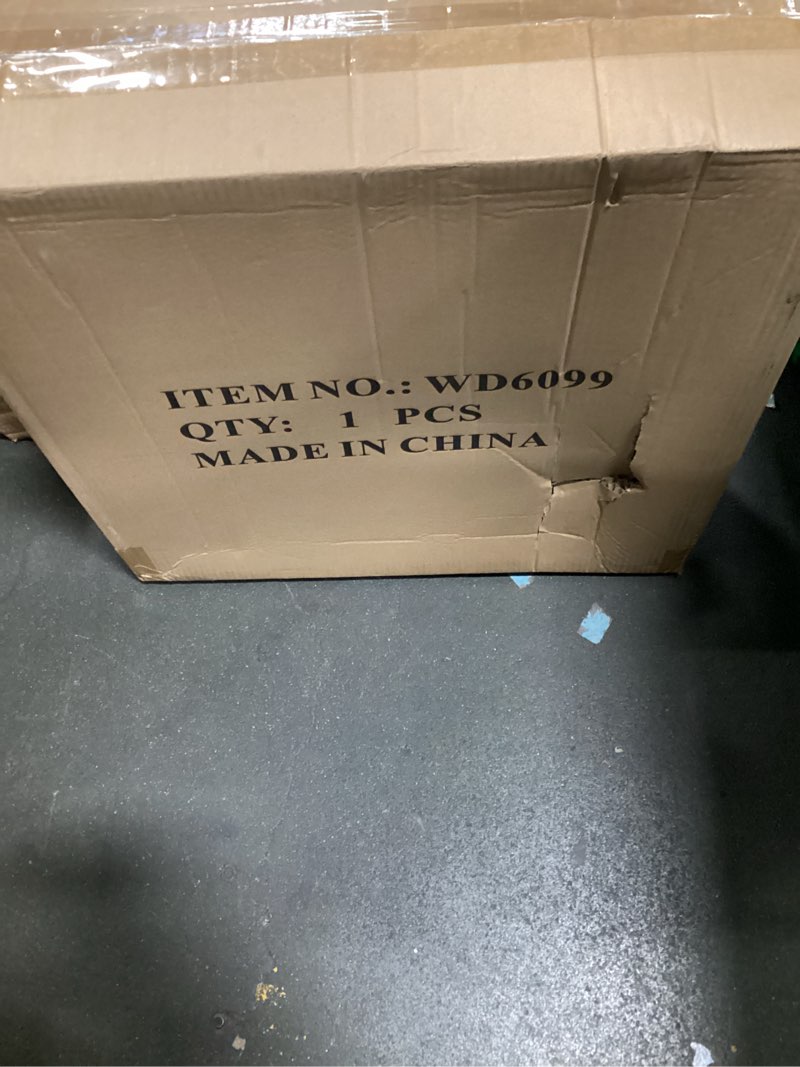 ITEM NO.: WD6099
QTY: 1 PCS
MADE IN CHINA